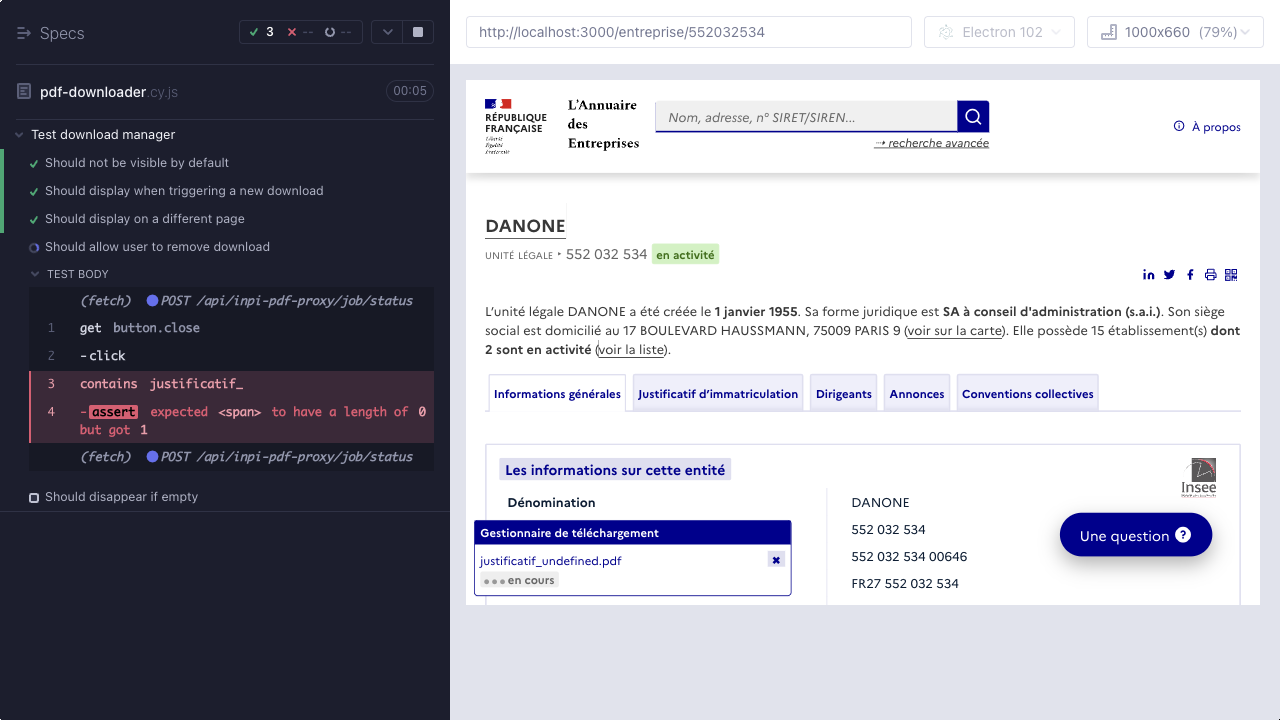 Specs
3
--
--
pdf-downloader.cy.js
00:05
Test download manager
Should not be visible by default
Should display when triggering a new download
Should display on a different page
Should allow user to remove download
TEST BODY
(fetch) POST /api/inpi-pdf-proxy/job/status
1 get button.close
2 -click
3 contains justificatif_
4 -assert expected <span> to have a length of 0
but got 1
(fetch) POST /api/inpi-pdf-proxy/job/status
Should disappear if empty
http://localhost:3000/entreprise/552032534
Electron 102
1000x660 (79%)
RÉPUBLIQUE
FRANÇAISE
Liberté
Égalité
Fraternité
L’Annuaire
des
Entreprises
Nom, adresse, n° SIRET/SIREN...
⇢ recherche avancée
À propos
DANONE
UNITÉ LÉGALE ‣ 552 032 534 en activité
L’unité légale DANONE a été créée le 1 janvier 1955. Sa forme juridique est SA à conseil d'administration (s.a.i.). Son siège
social est domicilié au 17 BOULEVARD HAUSSMANN, 75009 PARIS 9 (voir sur la carte). Elle possède 15 établissement(s) dont
2 sont en activité (voir la liste).
Informations générales
Justificatif d’immatriculation
Dirigeants
Annonces
Conventions collectives
Les informations sur cette entité
Insee
Dénomination
DANONE
552 032 534
552 032 534 00646
FR27 552 032 534
Gestionnaire de téléchargement
justificatif_undefined.pdf
en cours
Une question ?